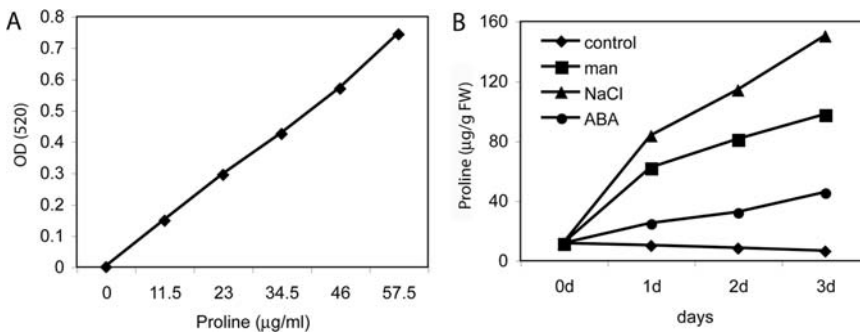 A
0.8
0.7
0.6
0.5
0.4
0.3
0.2
0.1
0
OD (520)
0 11.5 23 34.5 46 57.5
Proline (μg/ml)
B
160
120
80
40
0
Proline (μg/g FW)
control
man
NaCl
ABA
0d 1d 2d 3d
days